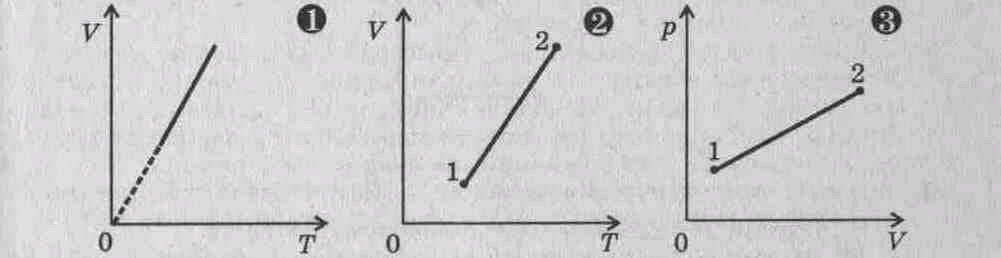 V ❶ V ❷ p ❸
2 2
1 1
0 T 0 T 0 V